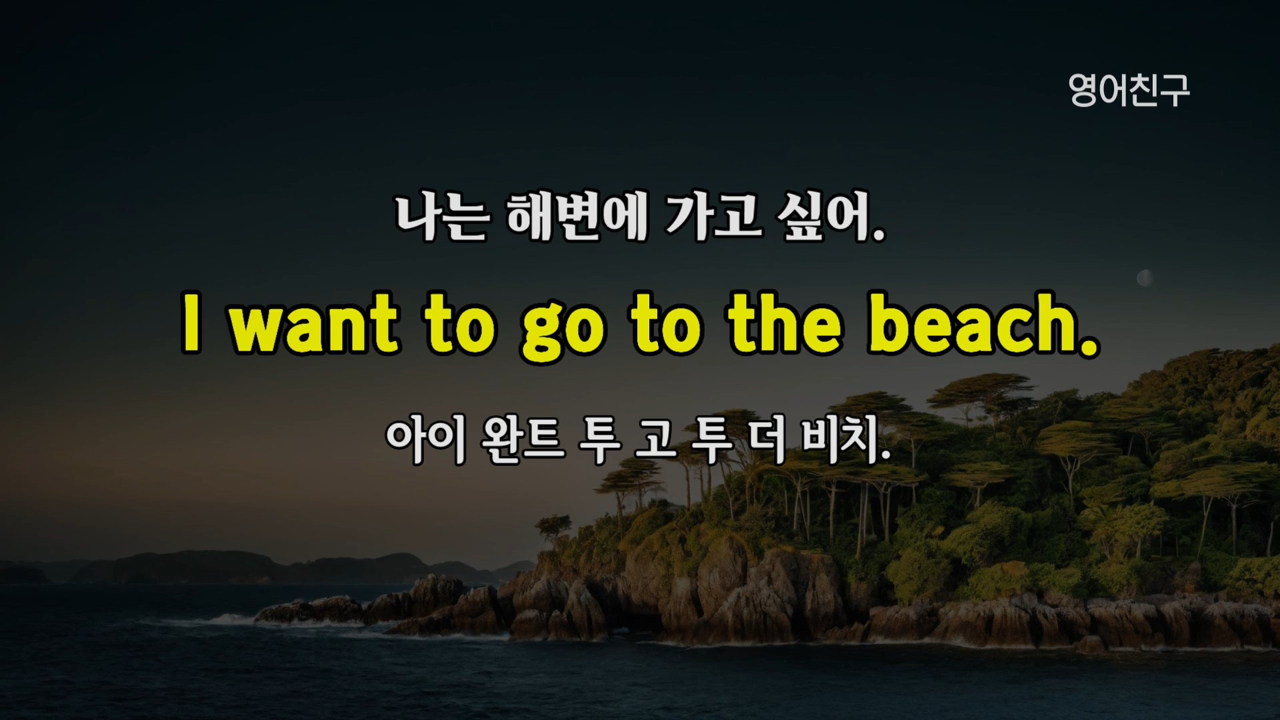 영어친구
나는 해변에 가고 싶어.
I want to go to the beach.
아이 완트 투 고 투 더 비치.